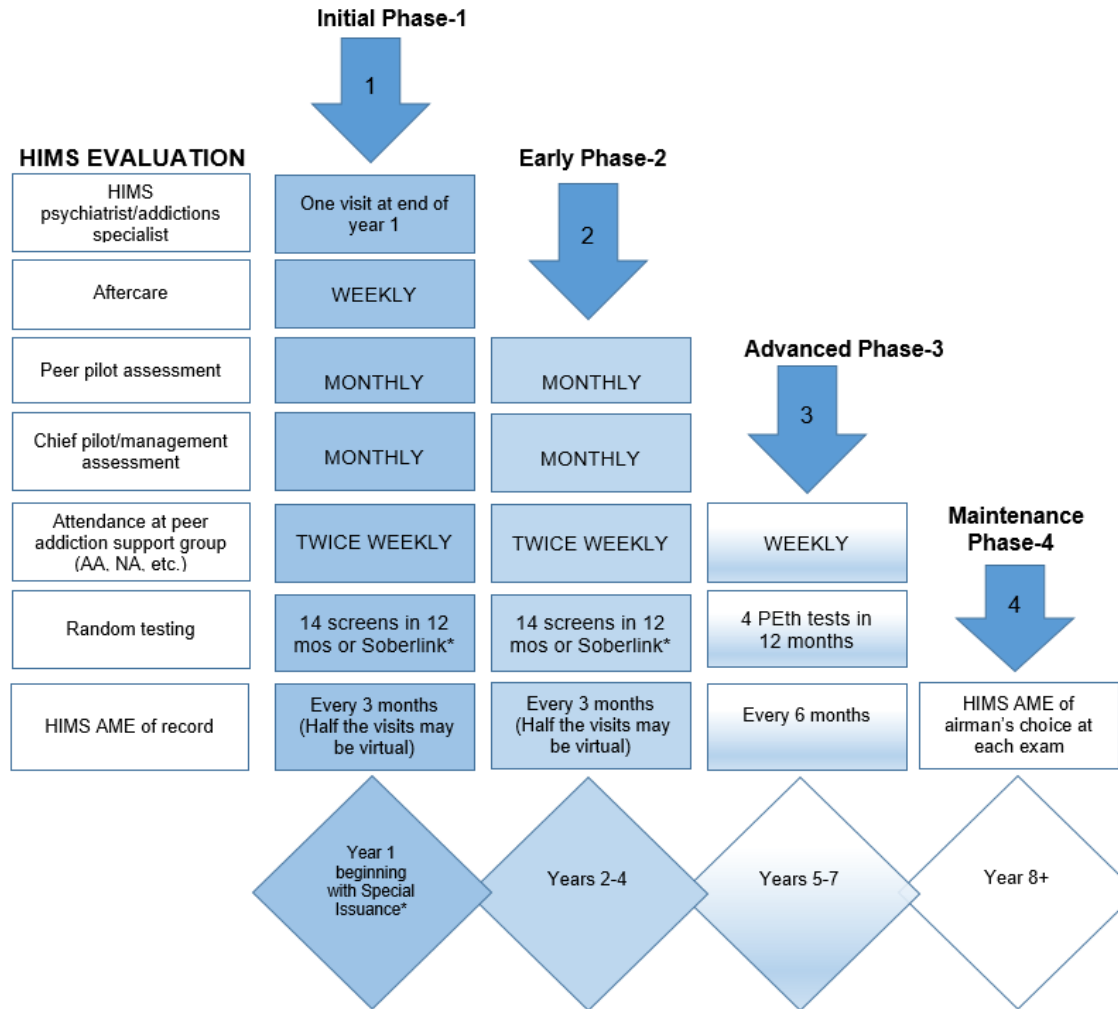 Initial Phase-1
1
HIMS EVALUATION
Early Phase-2
HIMS
psychiatrist/addictions
specialist
One visit at end of
year 1
2
Aftercare
WEEKLY
Advanced Phase-3
Peer pilot assessment
MONTHLY
MONTHLY
3
Chief pilot/management
assessment
MONTHLY
MONTHLY
Maintenance
Phase-4
Attendance at peer
addiction support group
(AA, NA, etc.)
TWICE WEEKLY
TWICE WEEKLY
WEEKLY
4
Random testing
14 screens in 12
mos or Soberlink*
14 screens in 12
mos or Soberlink*
4 PEth tests in
12 months
HIMS AME of record
Every 3 months
(Half the visits may
be virtual)
Every 3 months
(Half the visits may
be virtual)
Every 6 months
HIMS AME of
airman's choice at
each exam
Year 1
beginning
with Special
Issuance*
Years 2-4
Years 5-7
Year 8+